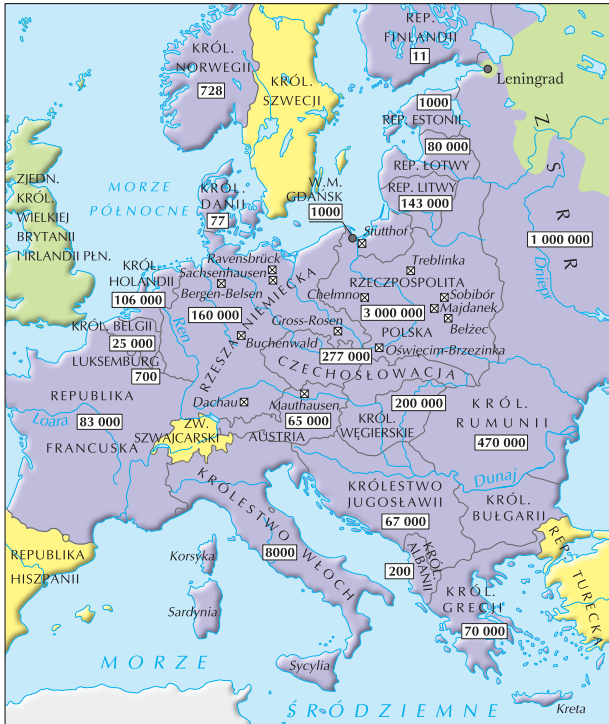 REP.
FINLANDII
11
KRÓL.
NORWEGII
728
KRÓL.
SZWECJI
Leningrad
1000
REP. ESTONII
80 000
REP. ŁOTWY
REP. LITWY
143 000
Z S R R
1 000 000
Dniepr
ZJEDN.
KRÓL.
WIELKIEJ
BRYTANII
I IRLANDII PŁN.
MORZE
PÓŁNOCNE
KRÓL.
DANII
77
W.M.
GDAŃSK
1000
Stutthof
Treblinka
RZECZPOSPOLITA
Chełmno
Sobibór
3 000 000
Majdanek
POLSKA
Bełżec
Ravensbrück
Sachsenhausen
Bergen-Belsen
160 000
RZESZA NIEMIECKA
Gross-Rosen
Buchenwald
277 000
Oświęcim-Brzezinka
CZECHOSŁOWACJA
KRÓL.
HOLANDII
106 000
KRÓL. BELGII
25 000
LUKSEMBURG
700
Ren
REPUBLIKA
83 000
FRANCUSKA
Loara
Dachau
Mauthausen
65 000
AUSTRIA
ZW.
SZWAJCARSKI
200 000
KRÓL.
WĘGIERSKIE
KRÓL.
RUMUNII
470 000
Dunaj
KRÓLESTWO
JUGOSŁAWII
67 000
KRÓL.
BUŁGARII
KRÓLESTWO WŁOCH
8000
KRÓL.
ALBANII
200
KRÓL.
GRECJI
70 000
REP.
TURECKA
REPUBLIKA
HISZPANII
Korsyka
Sardynia
Sycylia
Kreta
MORZE
ŚRÓDZIEMNE